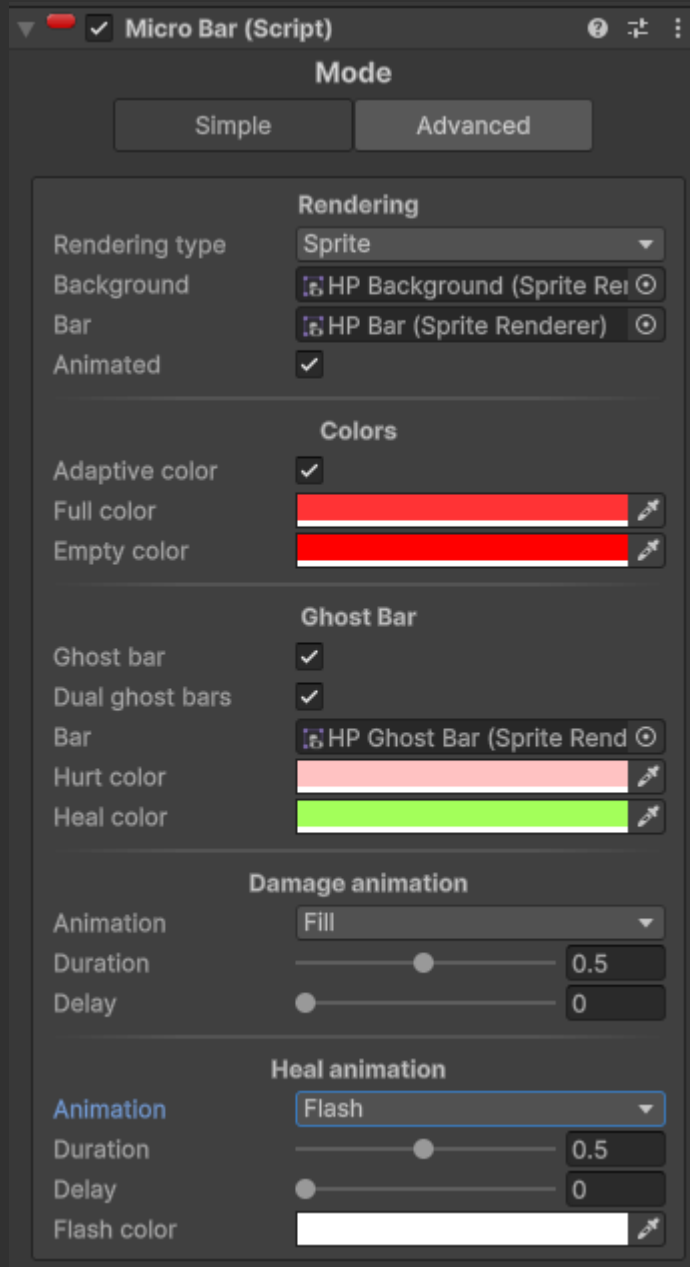 Micro Bar (Script)
Mode
Simple Advanced
Rendering
Rendering type Sprite
Background HP Background (Sprite Rer
Bar HP Bar (Sprite Renderer)
Animated
Colors
Adaptive color
Full color
Empty color
Ghost Bar
Ghost bar
Dual ghost bars
Bar HP Ghost Bar (Sprite Rend
Hurt color
Heal color
Damage animation
Animation Fill
Duration 0.5
Delay 0
Heal animation
Animation Flash
Duration 0.5
Delay 0
Flash color